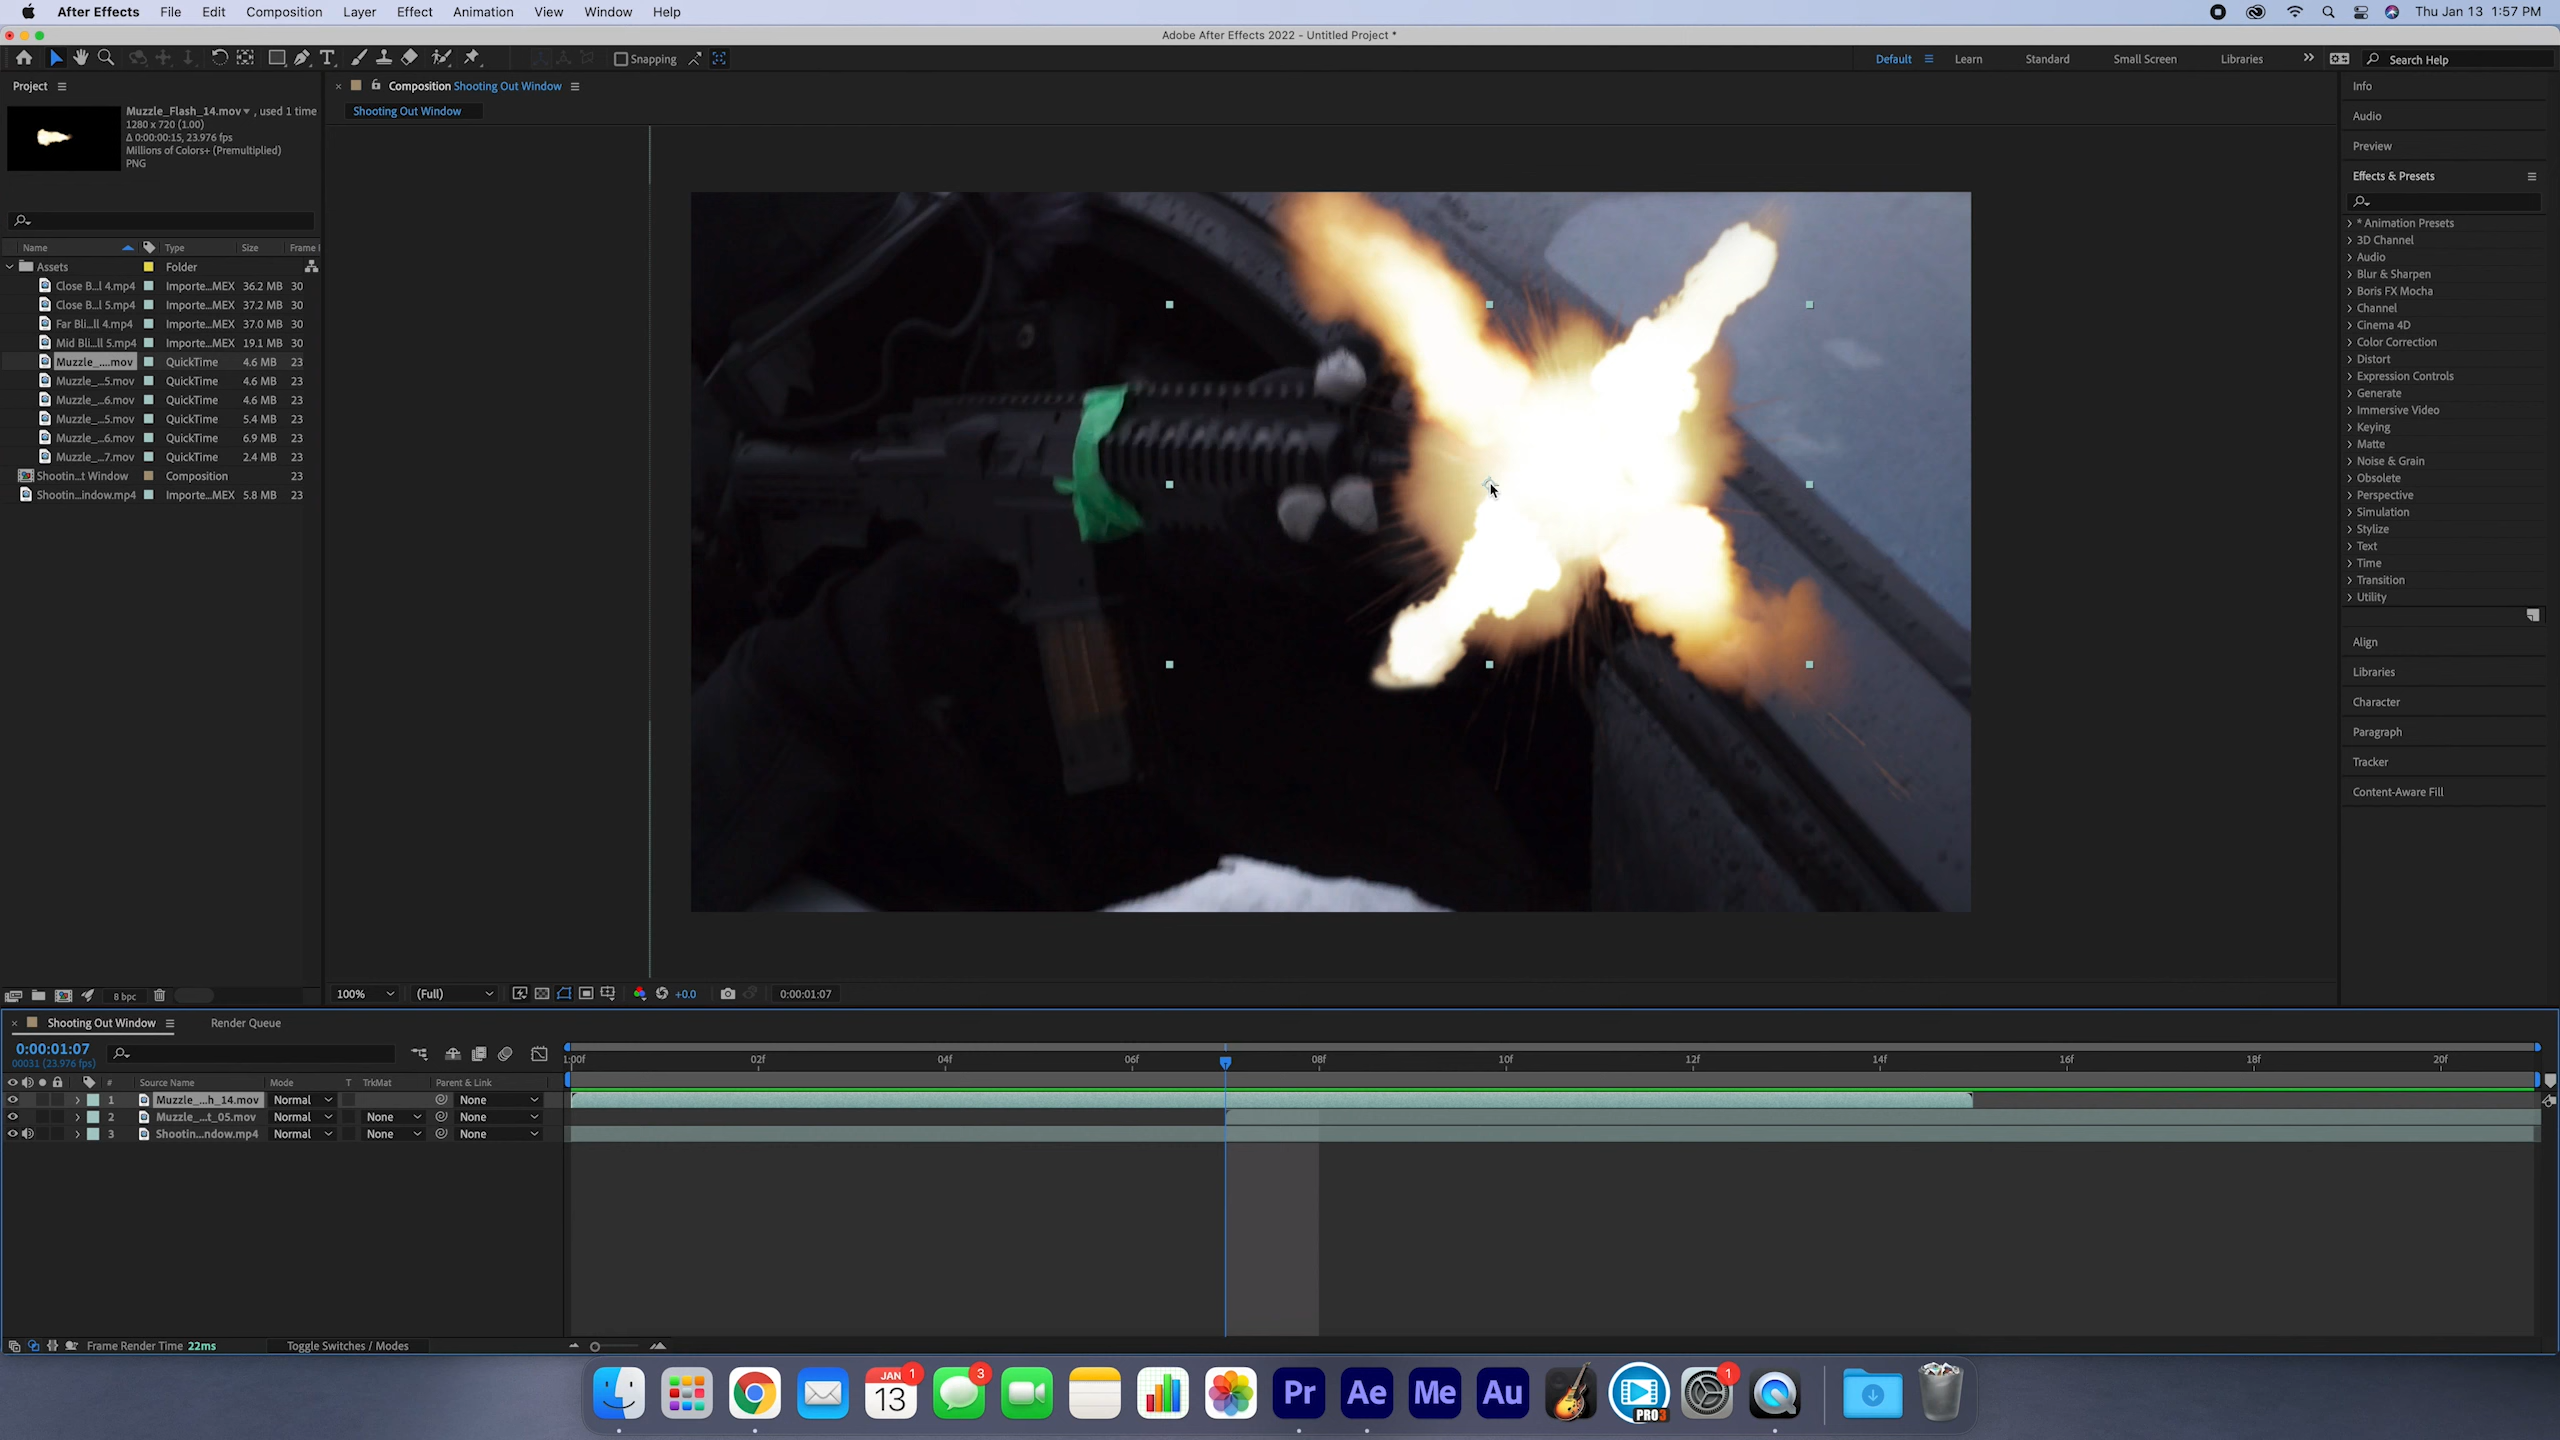 After Effects File Edit Composition Layer Effect Animation View Window Help Thu Jan 13 1:57 PM
Adobe After Effects 2022 - Untitled Project *
Snapping Default Learn Standard Small Screen Libraries Search Help
Project
Muzzle_Flash_14.mov , used 1 time
1280 x 720 (1.00)
Δ 0:00:00:15, 23.976 fps
Millions of Colors+ (Premultiplied)
PNG
Name Type Size Frame
Assets Folder
Close B...l 4.mp4 Importe...MEX 36.2 MB 30
Close B...l 5.mp4 Importe...MEX 37.2 MB 30
Far Bli...ll 4.mp4 Importe...MEX 37.0 MB 30
Mid Bli...ll 5.mp4 Importe...MEX 19.1 MB 30
Muzzle_....mov QuickTime 4.6 MB 23
Muzzle_...5.mov QuickTime 4.6 MB 23
Muzzle_...6.mov QuickTime 4.6 MB 23
Muzzle_...5.mov QuickTime 5.4 MB 23
Muzzle_...6.mov QuickTime 6.9 MB 23
Muzzle_...7.mov QuickTime 2.4 MB 23
Shootin...t Window Composition 23
Shootin...indow.mp4 Importe...MEX 5.8 MB 23
8 bpc
Composition Shooting Out Window
Shooting Out Window
100% (Full) +0.0 0:00:01:07
Info
Audio
Preview
Effects & Presets
* Animation Presets
3D Channel
Audio
Blur & Sharpen
Boris FX Mocha
Channel
Cinema 4D
Color Correction
Distort
Expression Controls
Generate
Immersive Video
Keying
Matte
Noise & Grain
Obsolete
Perspective
Simulation
Stylize
Text
Time
Transition
Utility
Align
Libraries
Character
Paragraph
Tracker
Content-Aware Fill
Shooting Out Window Render Queue
0:00:01:07
00031 (23.976 fps)
1:00f 02f 04f 06f 08f 10f 12f 14f 16f 18f 20f
# Source Name Mode T TrkMat Parent & Link
1 Muzzle_...h_14.mov Normal None
2 Muzzle_...t_05.mov Normal None None
3 Shootin...ndow.mp4 Normal None None
Frame Render Time 22ms Toggle Switches / Modes
JAN 13 1 3 Pr Ae Me Au PRO3 1